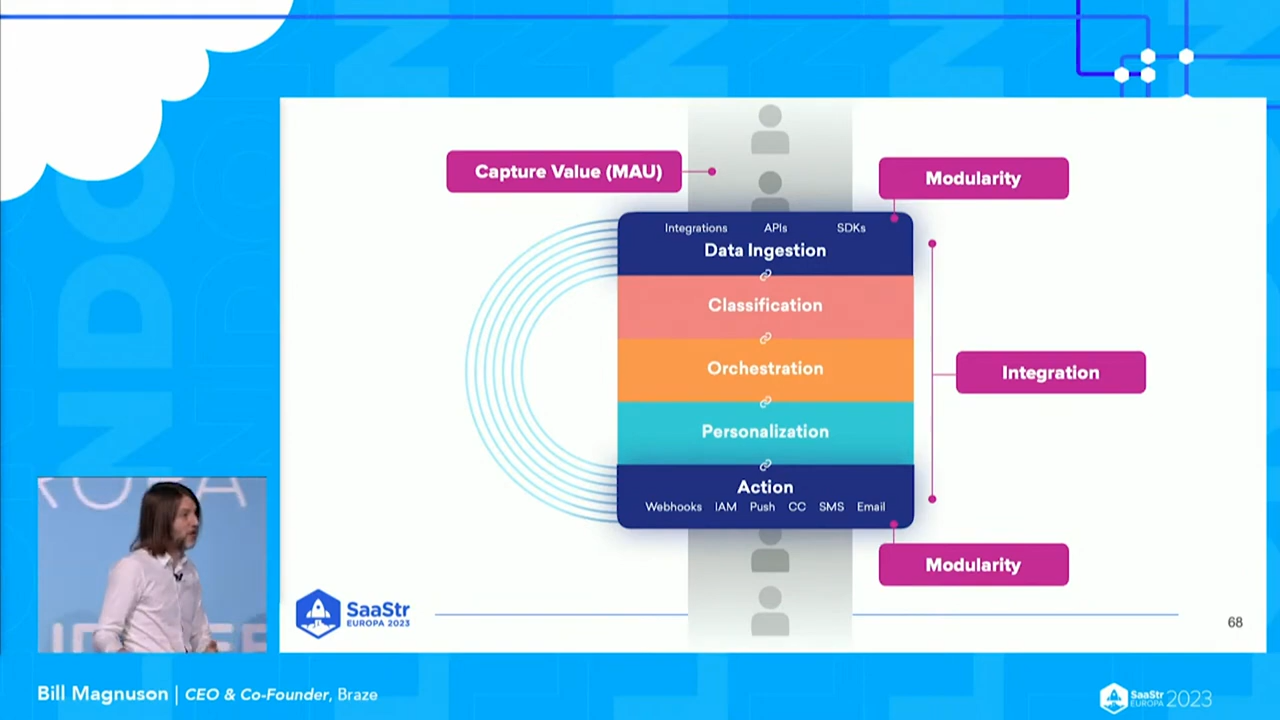 Capture Value (MAU)
Modularity
Integrations APIs SDKs
Data Ingestion
Classification
Orchestration
Personalization
Action
Webhooks IAM Push CC SMS Email
Integration
Modularity
SaaStr
EUROPA 2023
68
Bill Magnuson | CEO & Co-Founder, Braze
SaaStr
EUROPA 2023